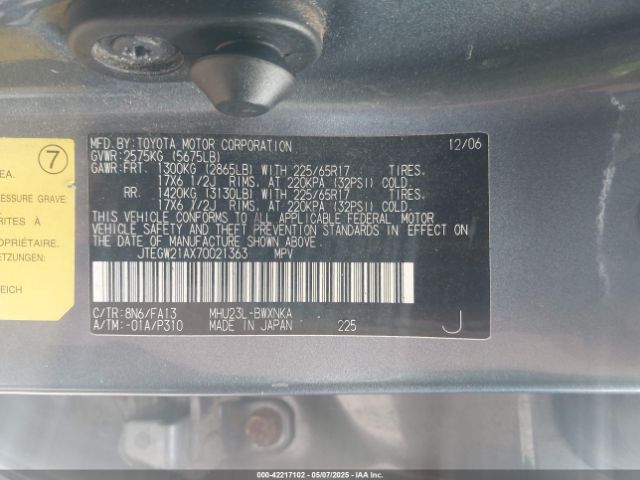 7
EA.
ESSURE GRAVE:
RITES À
OPRIÉTAIRE.
ETZUNGEN:
REICH
MFD.BY:TOYOTA MOTOR CORPORATION 12/06
GVWR:2575KG (5675LB)
GAWR:FRT. 1300KG (2865LB) WITH 225/65R17 TIRES.
17X6 1/2J RIMS. AT 220KPA (32PSI) COLD.
RR. 1420KG (3130LB) WITH 225/65R17 TIRES.
17X6 1/2J RIMS. AT 220KPA (32PSI) COLD.
THIS VEHICLE CONFORMS TO ALL APPLICABLE FEDERAL MOTOR
VEHICLE SAFETY AND THEFT PREVENTION STANDARDS IN EFFECT ON
THE DATE OF MANUFACTURE SHOWN ABOVE.
JTEGW21AX70021363 MPV
C/TR:8N6/FA13 MHU23L-BWXNKA
A/TM:-01A/P310 MADE IN JAPAN 225 J
000-42217102 - 05/07/2025 - IAAI COPYRIGHT